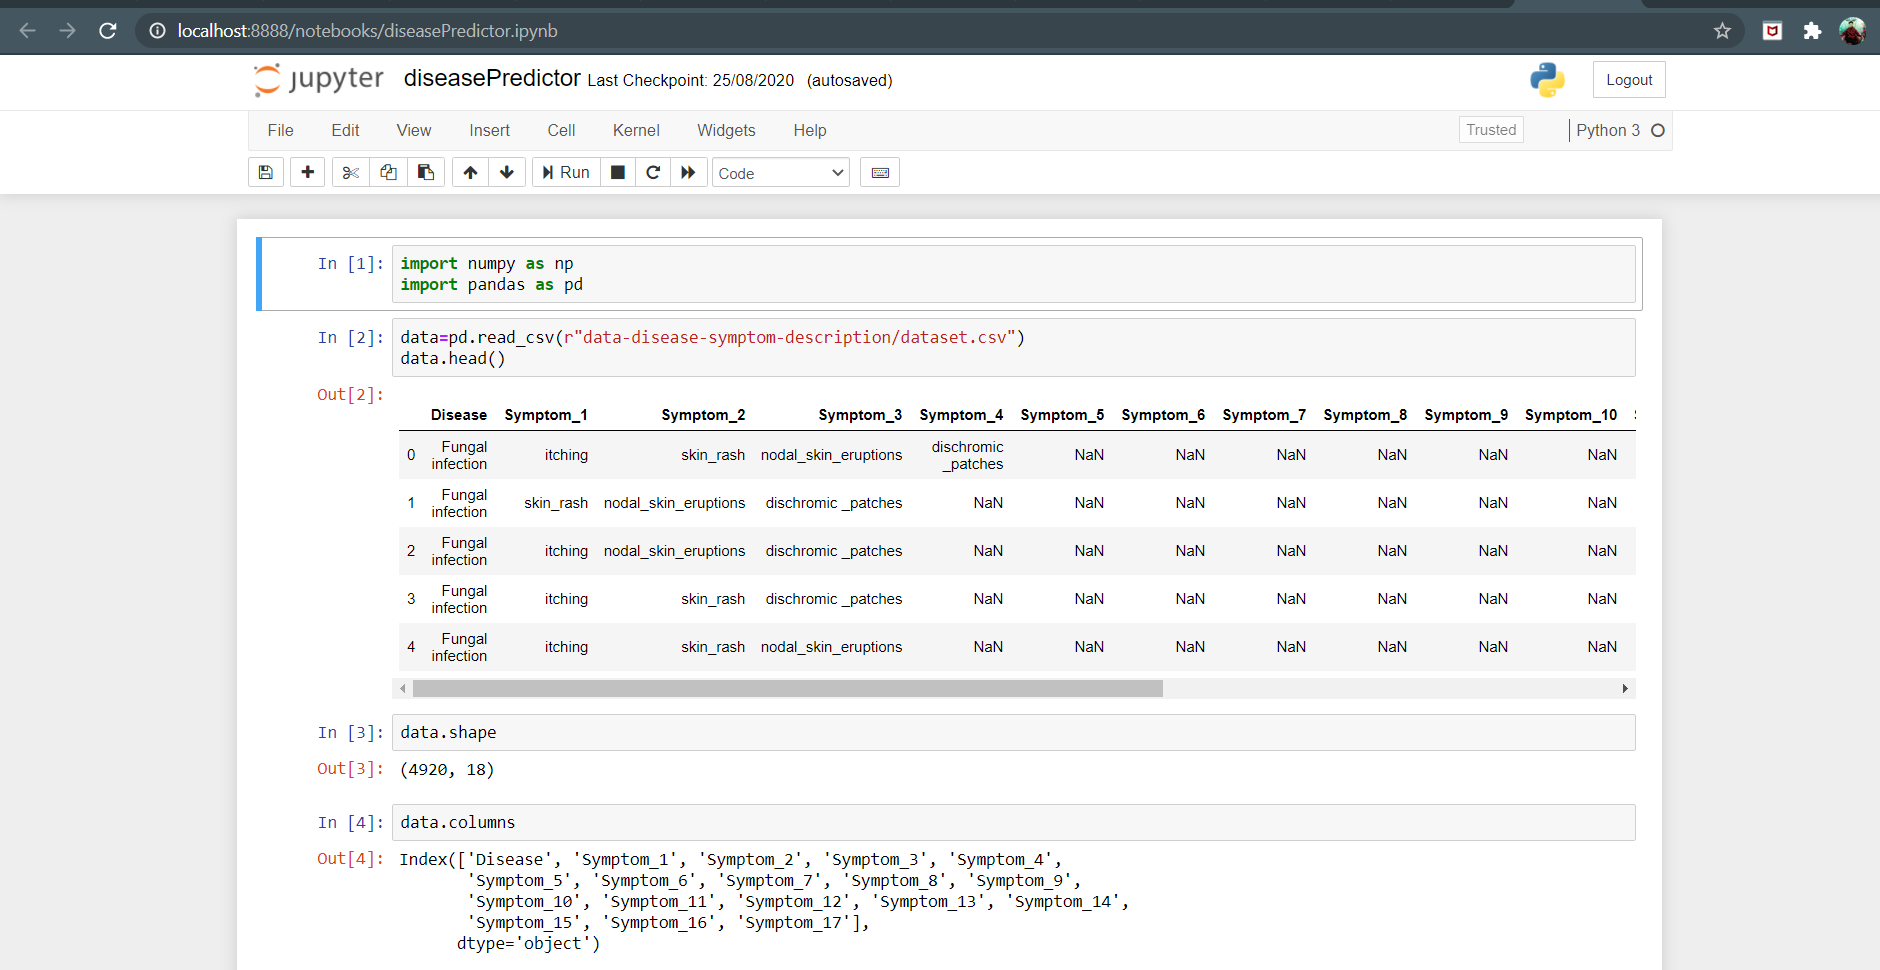 localhost:8888/notebooks/diseasePredictor.ipynb
jupyter diseasePredictor Last Checkpoint: 25/08/2020 (autosaved) Logout
File Edit View Insert Cell Kernel Widgets Help Trusted Python 3
Run Code
In [1]: import numpy as np
import pandas as pd
In [2]: data=pd.read_csv(r"data-disease-symptom-description/dataset.csv")
data.head()
Out[2]:
Disease Symptom_1 Symptom_2 Symptom_3 Symptom_4 Symptom_5 Symptom_6 Symptom_7 Symptom_8 Symptom_9 Symptom_10
0 Fungal infection itching skin_rash nodal_skin_eruptions dischromic _patches NaN NaN NaN NaN NaN NaN
1 Fungal infection skin_rash nodal_skin_eruptions dischromic _patches NaN NaN NaN NaN NaN NaN NaN
2 Fungal infection itching nodal_skin_eruptions dischromic _patches NaN NaN NaN NaN NaN NaN NaN
3 Fungal infection itching skin_rash dischromic _patches NaN NaN NaN NaN NaN NaN NaN
4 Fungal infection itching skin_rash nodal_skin_eruptions NaN NaN NaN NaN NaN NaN NaN
In [3]: data.shape
Out[3]: (4920, 18)
In [4]: data.columns
Out[4]: Index(['Disease', 'Symptom_1', 'Symptom_2', 'Symptom_3', 'Symptom_4',
'Symptom_5', 'Symptom_6', 'Symptom_7', 'Symptom_8', 'Symptom_9',
'Symptom_10', 'Symptom_11', 'Symptom_12', 'Symptom_13', 'Symptom_14',
'Symptom_15', 'Symptom_16', 'Symptom_17'],
dtype='object')